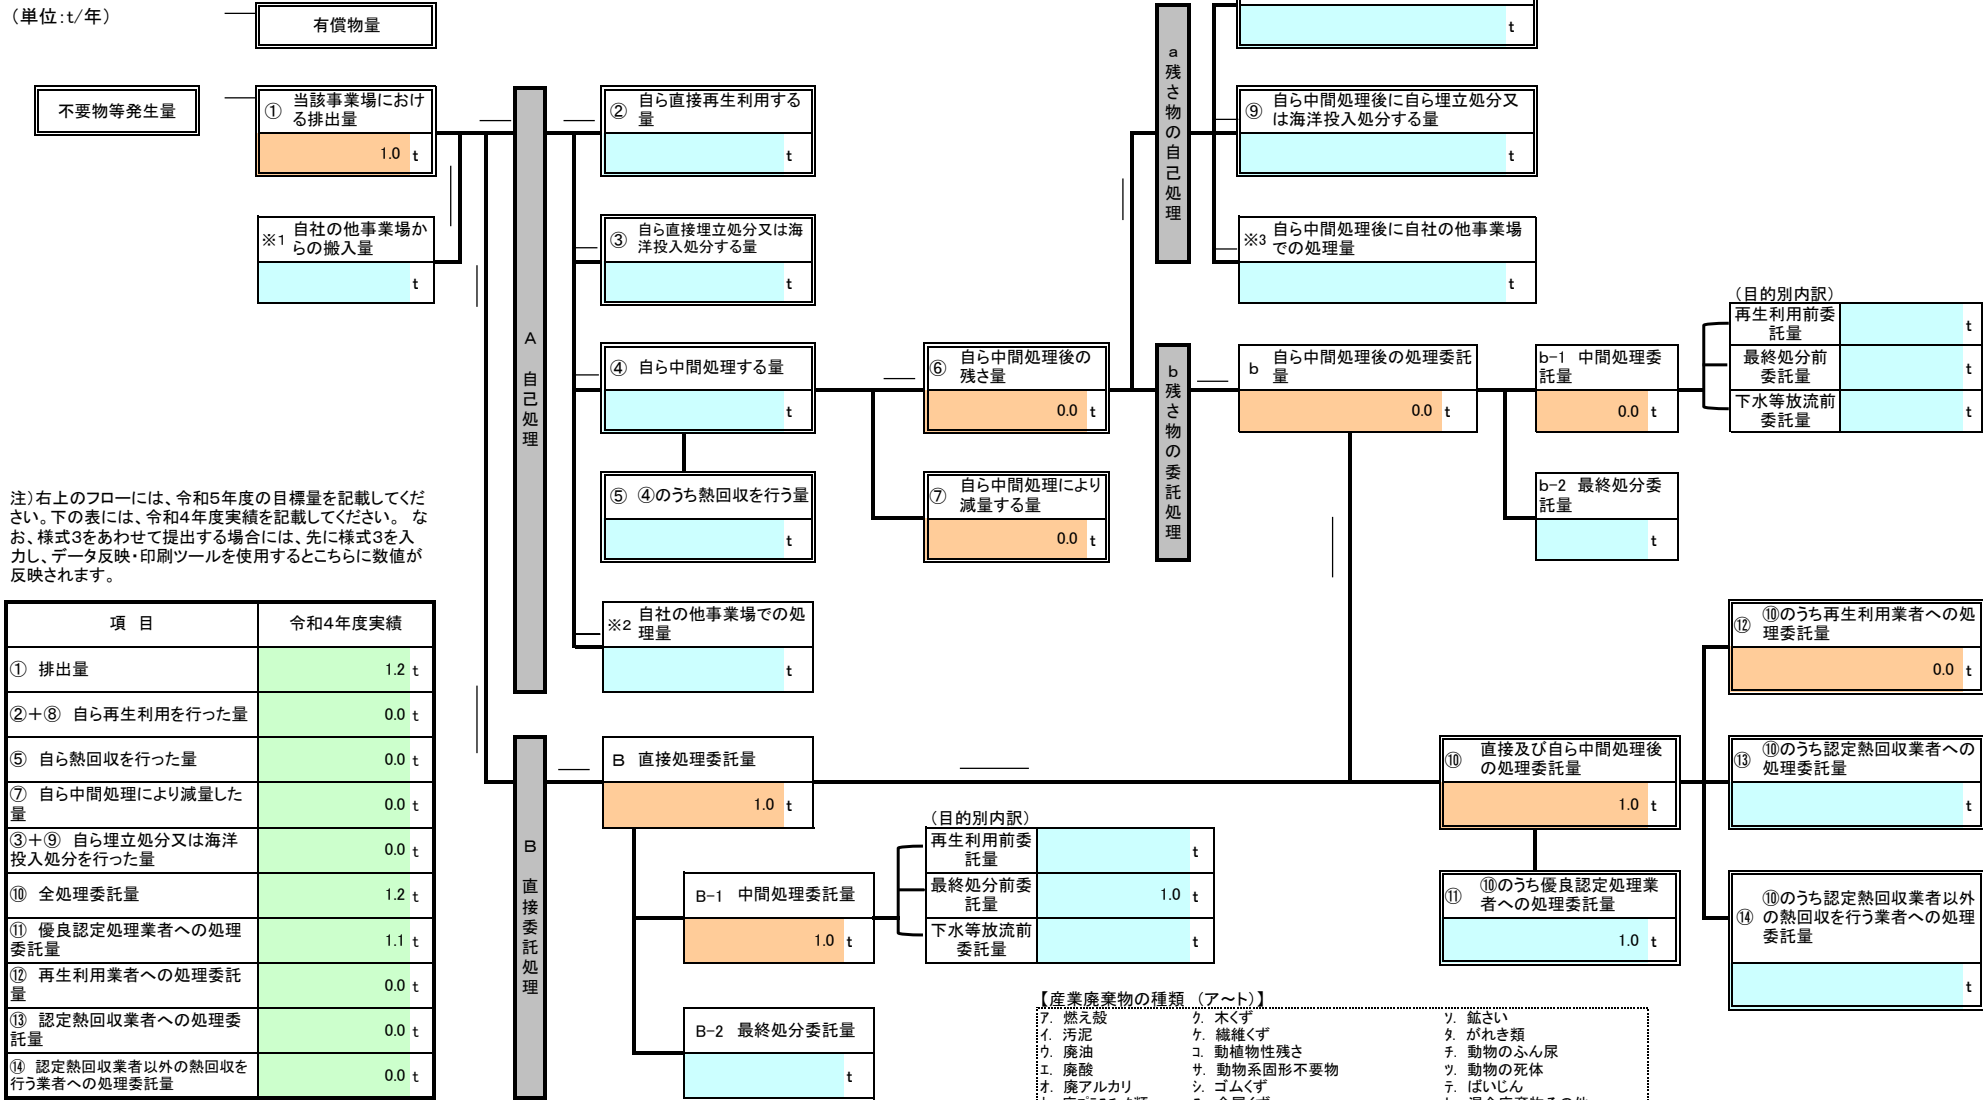 （単位：t/年）
有償物量
t
不要物等発生量
① 当該事業場におけ
る排出量
1.0 t
※1 自社の他事業場か
らの搬入量
t
A 自己処理
② 自ら直接再生利用する
量
t
③ 自ら直接埋立処分又は海
洋投入処分する量
t
④ 自ら中間処理する量
t
⑤ ④のうち熱回収を行う量
t
※２ 自社の他事業場での処
理量
t
⑥ 自ら中間処理後の
残さ量
0.0 t
⑦ 自ら中間処理により
減量する量
0.0 t
a 残さ物の自己処理
⑨ 自ら中間処理後に自ら埋立処分又
は海洋投入処分する量
t
※3 自ら中間処理後に自社の他事業場
での処理量
t
b 残さ物の委託処理
b 自ら中間処理後の処理委託
量
0.0 t
b-1 中間処理委
託量
0.0 t
b-2 最終処分委
託量
t
（目的別内訳）
再生利用前委
託量
t
最終処分前
委託量
t
下水等放流前
委託量
t
注）右上のフローには、令和５年度の目標量を記載してくだ
さい。下の表には、令和４年度実績を記載してください。 な
お、様式３をあわせて提出する場合には、先に様式３を入
力し、データ反映・印刷ツールを使用するとこちらに数値が
反映されます。
項 目 令和４年度実績
① 排出量 1.2 t
②＋⑧ 自ら再生利用を行った量 0.0 t
⑤ 自ら熱回収を行った量 0.0 t
⑦ 自ら中間処理により減量した
量 0.0 t
③＋⑨ 自ら埋立処分又は海洋
投入処分を行った量 0.0 t
⑩ 全処理委託量 1.2 t
⑪ 優良認定処理業者への処理
委託量 1.1 t
⑫ 再生利用業者への処理委託
量 0.0 t
⑬ 認定熱回収業者への処理委
託量 0.0 t
⑭ 認定熱回収業者以外の熱回収を
行う業者への処理委託量 0.0 t
B 直接委託処理
B 直接処理委託量
1.0 t
B-1 中間処理委託量
1.0 t
B-2 最終処分委託量
t
（目的別内訳）
再生利用前委
託量
t
最終処分前委
託量
1.0 t
下水等放流前
委託量
t
⑩ 直接及び自ら中間処理後
の処理委託量
1.0 t
⑪ ⑩のうち優良認定処理業
者への処理委託量
1.0 t
⑫ ⑩のうち再生利用業者への処
理委託量
0.0 t
⑬ ⑩のうち認定熱回収業者への
処理委託量
t
⑭ ⑩のうち認定熱回収業者以外
の熱回収を行う業者への処理
委託量
t
【産業廃棄物の種類 （ア～ト）】
ｱ. 燃え殻 ｸ. 木くず ｿ. 鉱さい
ｲ. 汚泥 ｹ. 繊維くず ﾀ. がれき類
ｳ. 廃油 ｺ. 動植物性残さ ﾁ. 動物のふん尿
ｴ. 廃酸 ｻ. 動物系固形不要物 ﾂ. 動物の死体
ｵ. 廃アルカリ ｼ. ゴムくず ﾃ. ばいじん